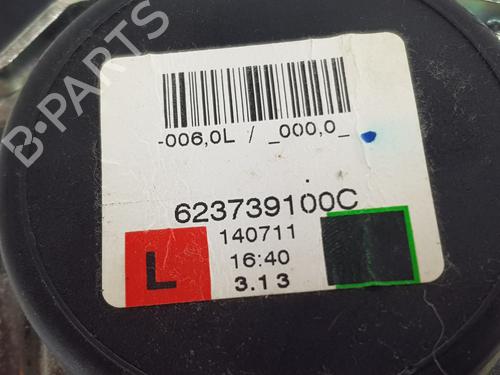 B-PARTS
-006,0L / _000,0_
623739100C
140711
L
16:40
3.13